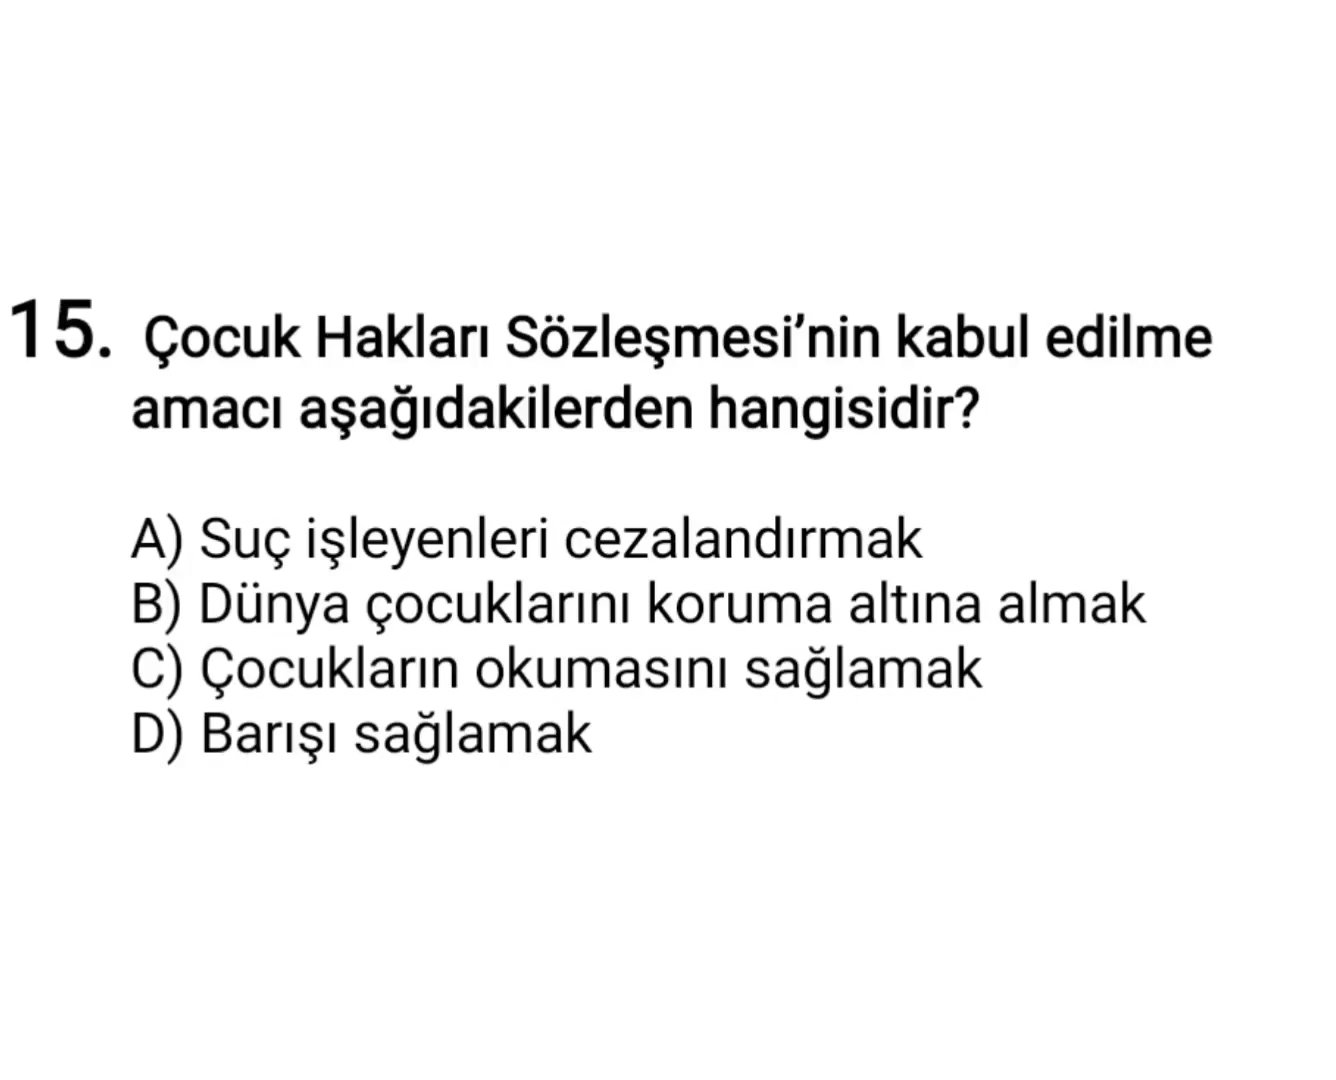 15. Çocuk Hakları Sözleşmesi’nin kabul edilme
amacı aşağıdakilerden hangisidir?
A) Suç işleyenleri cezalandırmak
B) Dünya çocuklarını koruma altına almak
C) Çocukların okumasını sağlamak
D) Barışı sağlamak